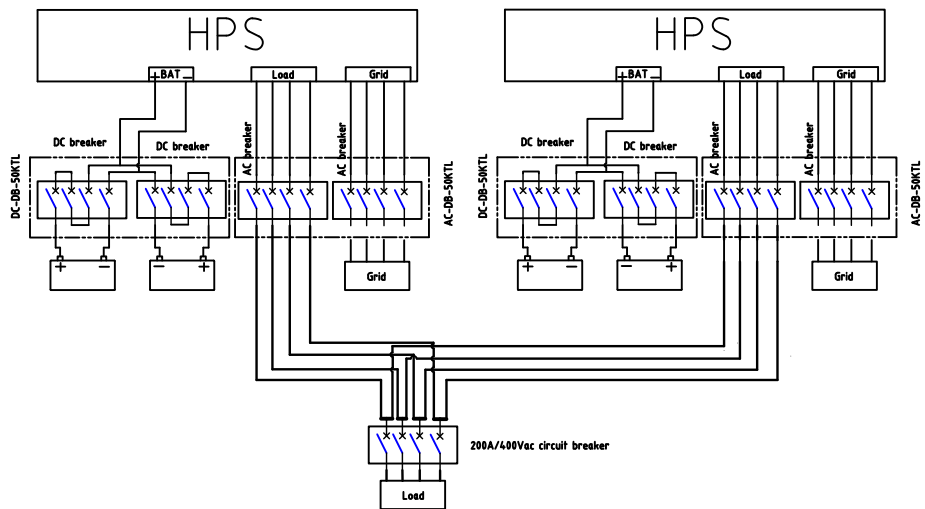 HPS
HPS
+BAT−
Load
Grid
+BAT−
Load
Grid
DC breaker
DC breaker
AC breaker
AC breaker
DC breaker
DC breaker
AC breaker
AC breaker
DC-DB-50KTL
AC-DB-50KTL
DC-DB-50KTL
AC-DB-50KTL
+ −
− +
Grid
+ −
− +
Grid
200A/400Vac circuit breaker
Load